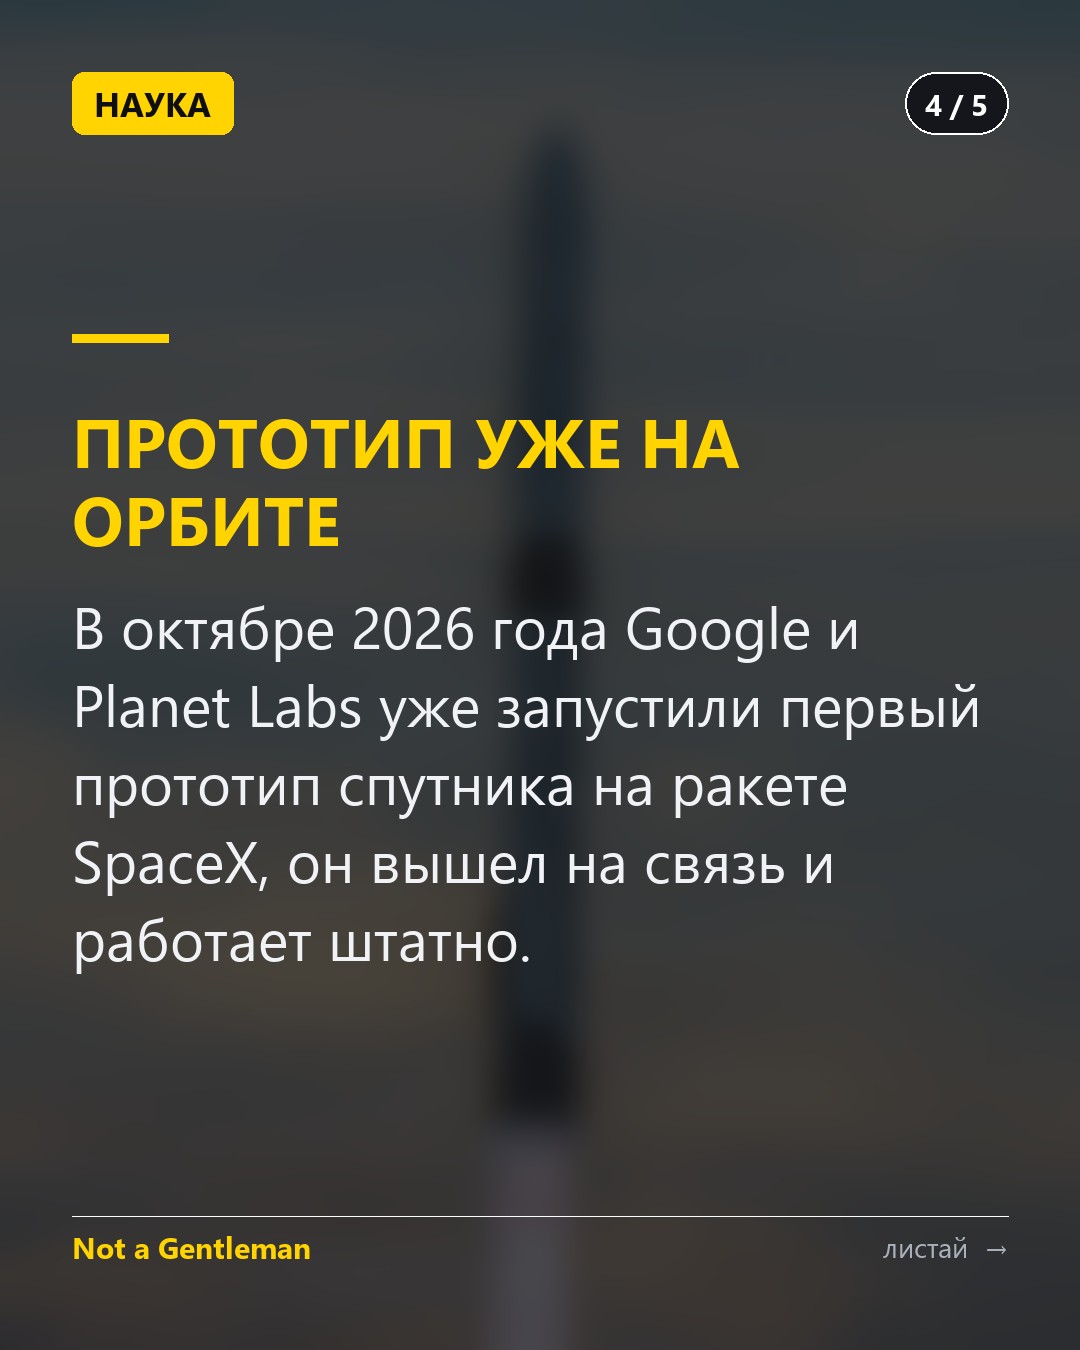 НАУКА
4 / 5
ПРОТОТИП УЖЕ НА
ОРБИТЕ
В октябре 2026 года Google и
Planet Labs уже запустили первый
прототип спутника на ракете
SpaceX, он вышел на связь и
работает штатно.
Not a Gentleman
листай →